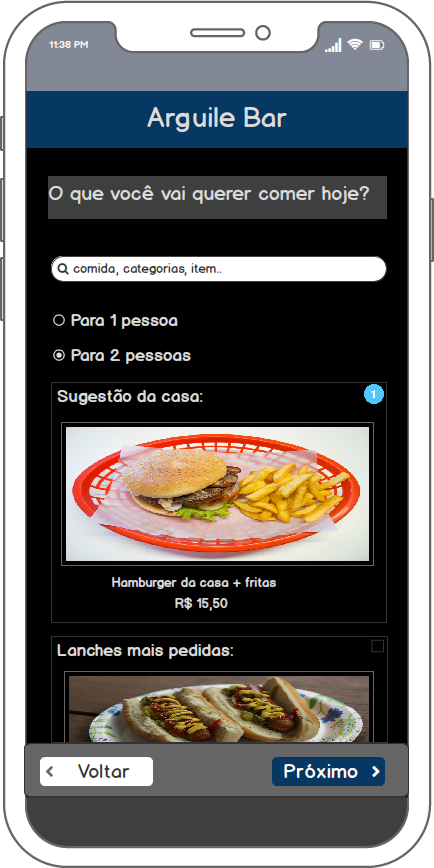 11:38 PM
Arguile Bar
O que você vai querer comer hoje?
comida, categorias, item..
Para 1 pessoa
Para 2 pessoas
Sugestão da casa:
1
Hamburger da casa + fritas
R$ 15,50
Lanches mais pedidas:
Voltar
Próximo